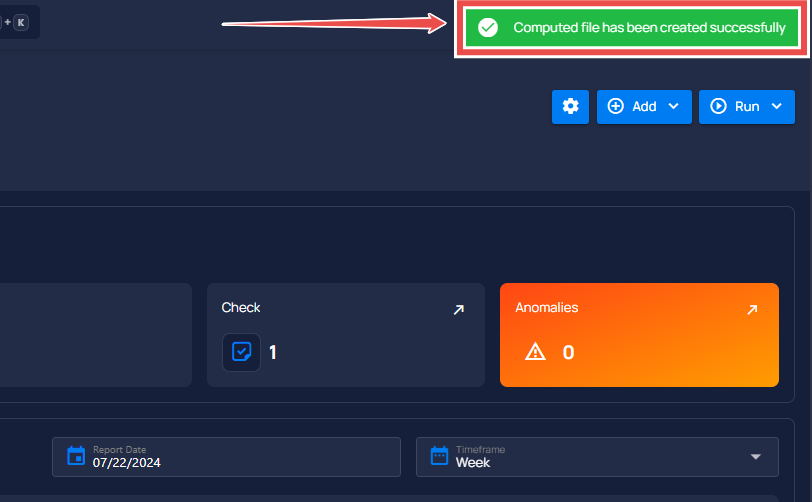 + K
Computed file has been created successfully
Add
Run
Check
1
Anomalies
0
Report Date
07/22/2024
Timeframe
Week